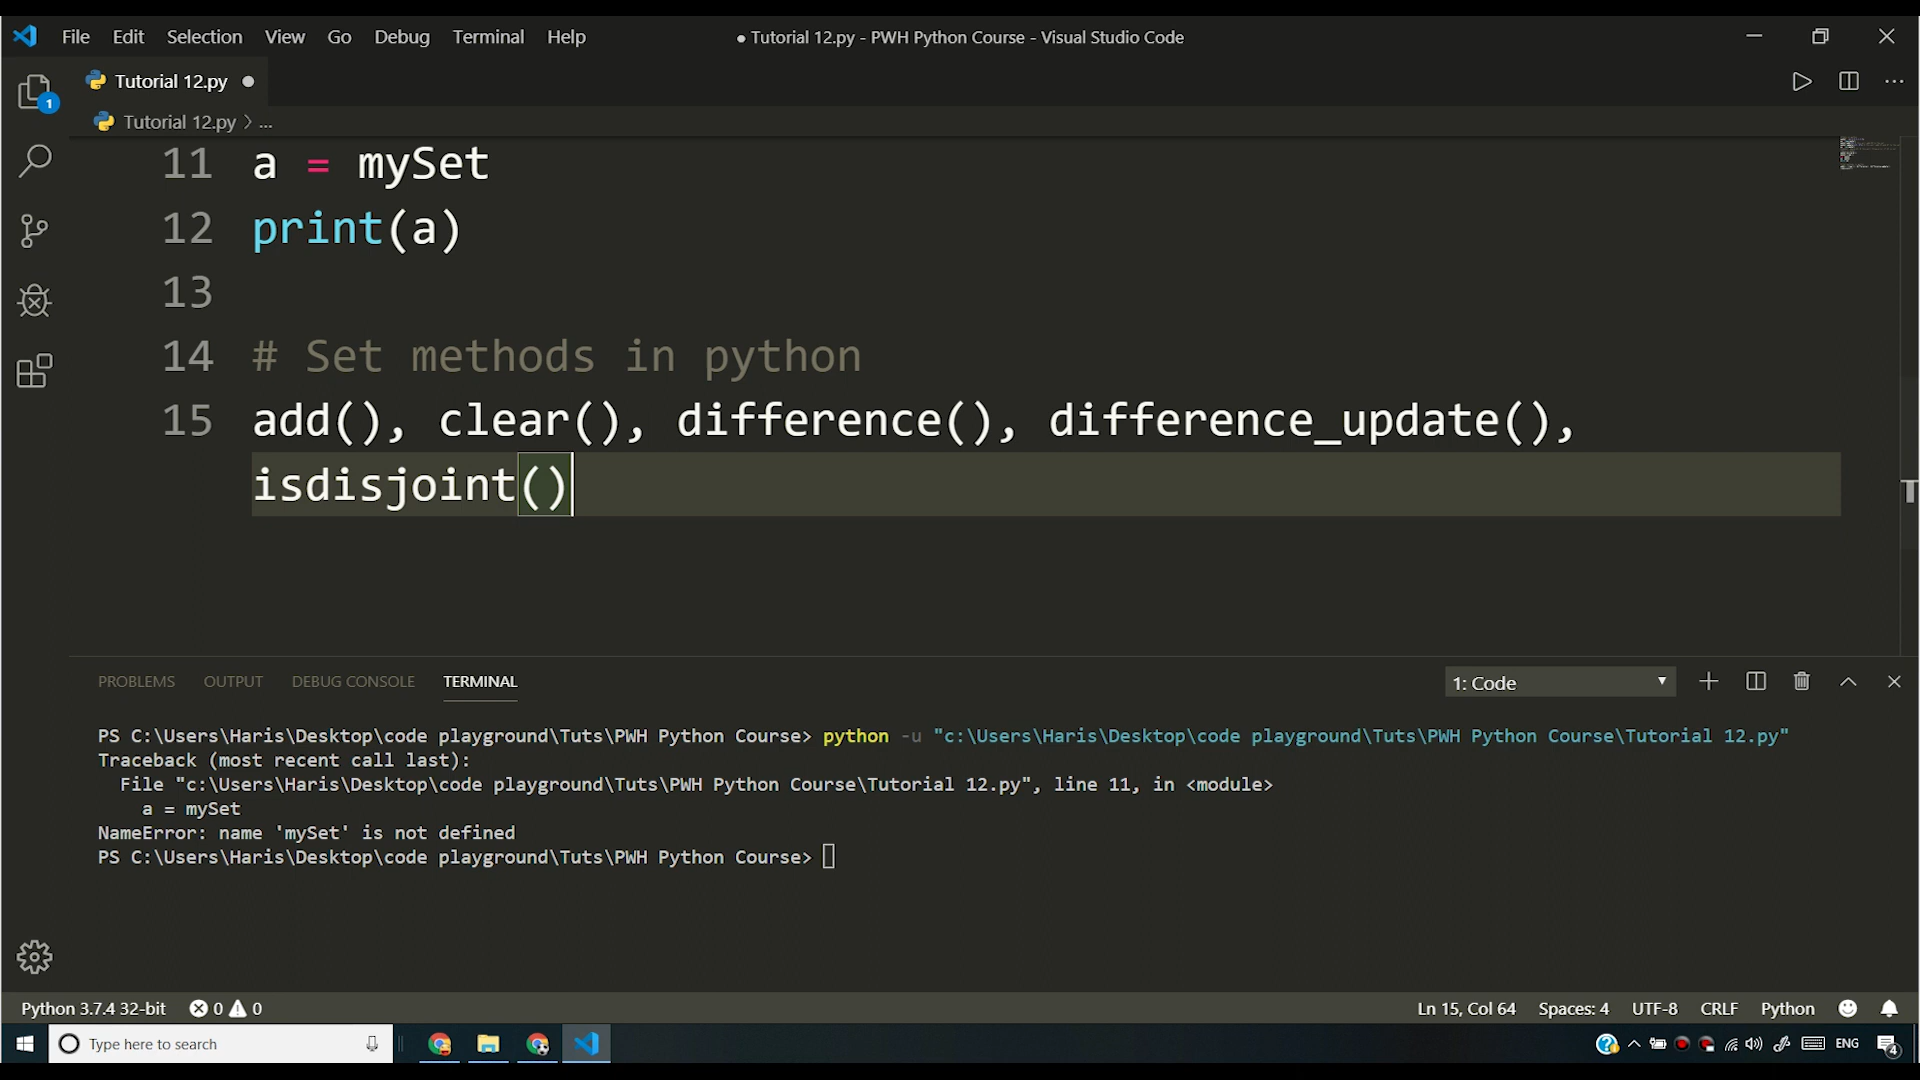 File Edit Selection View Go Debug Terminal Help
● Tutorial 12.py - PWH Python Course - Visual Studio Code
Tutorial 12.py ●
Tutorial 12.py > ...
11 a = mySet
12 print(a)
13
14 # Set methods in python
15 add(), clear(), difference(), difference_update(),
isdisjoint()
1
PROBLEMS OUTPUT DEBUG CONSOLE TERMINAL
1: Code
PS C:\Users\Haris\Desktop\code playground\Tuts\PWH Python Course> python -u "c:\Users\Haris\Desktop\code playground\Tuts\PWH Python Course\Tutorial 12.py"
Traceback (most recent call last):
File "c:\Users\Haris\Desktop\code playground\Tuts\PWH Python Course\Tutorial 12.py", line 11, in <module>
a = mySet
NameError: name 'mySet' is not defined
PS C:\Users\Haris\Desktop\code playground\Tuts\PWH Python Course>
Python 3.7.4 32-bit 0 0
Ln 15, Col 64 Spaces: 4 UTF-8 CRLF Python
Type here to search
ENG
4